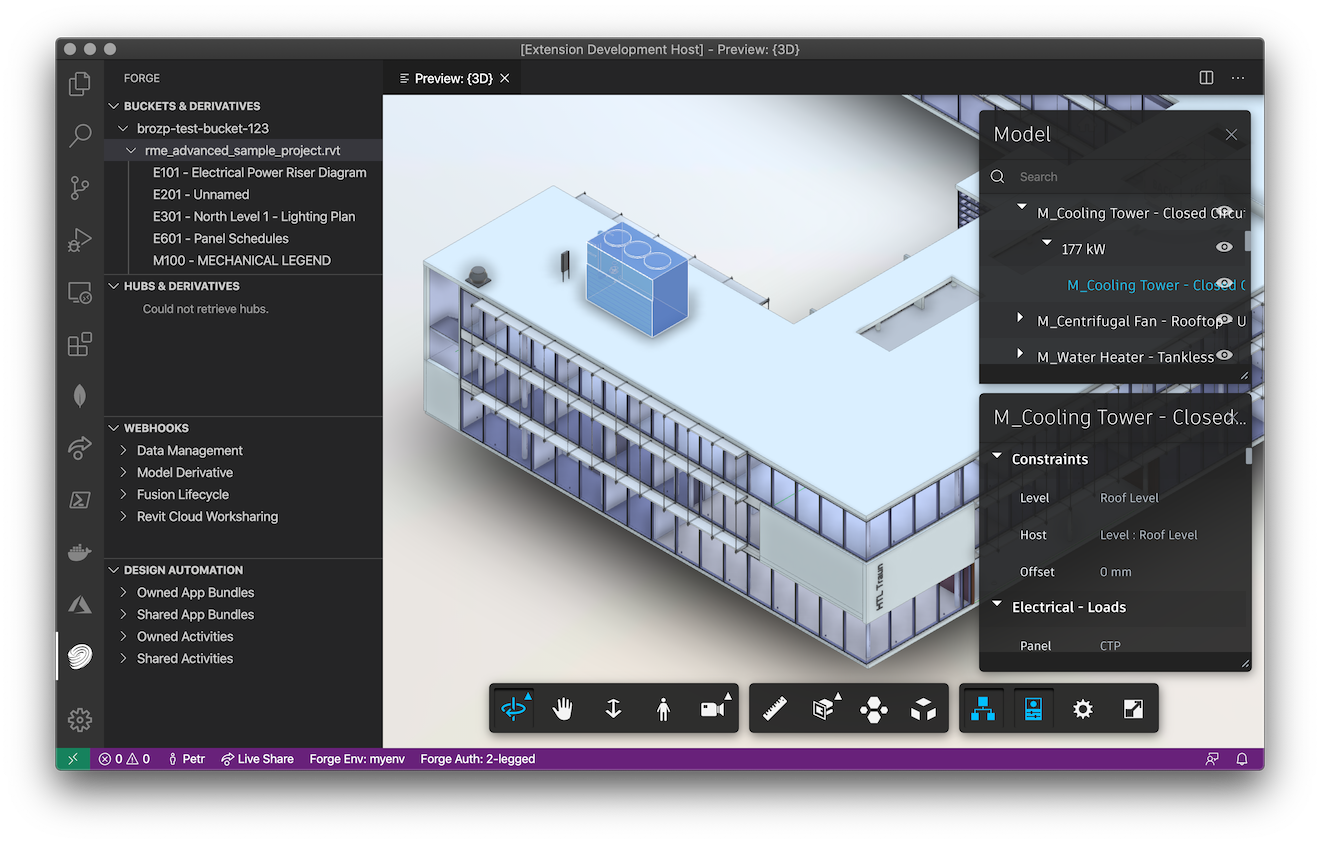 [Extension Development Host] - Preview: {3D}
FORGE
BUCKETS & DERIVATIVES
brozp-test-bucket-123
rme_advanced_sample_project.rvt
E101 - Electrical Power Riser Diagram
E201 - Unnamed
E301 - North Level 1 - Lighting Plan
E601 - Panel Schedules
M100 - MECHANICAL LEGEND
HUBS & DERIVATIVES
Could not retrieve hubs.
WEBHOOKS
Data Management
Model Derivative
Fusion Lifecycle
Revit Cloud Worksharing
DESIGN AUTOMATION
Owned App Bundles
Shared App Bundles
Owned Activities
Shared Activities
Preview: {3D}
HTL Traun
Model
Search
M_Cooling Tower - Closed Circu
177 kW
M_Cooling Tower - Closed C
M_Centrifugal Fan - Rooftop - U
M_Water Heater - Tankless
M_Cooling Tower - Closed...
Constraints
Level Roof Level
Host Level : Roof Level
Offset 0 mm
Electrical - Loads
Panel CTP
0 0 Petr Live Share Forge Env: myenv Forge Auth: 2-legged